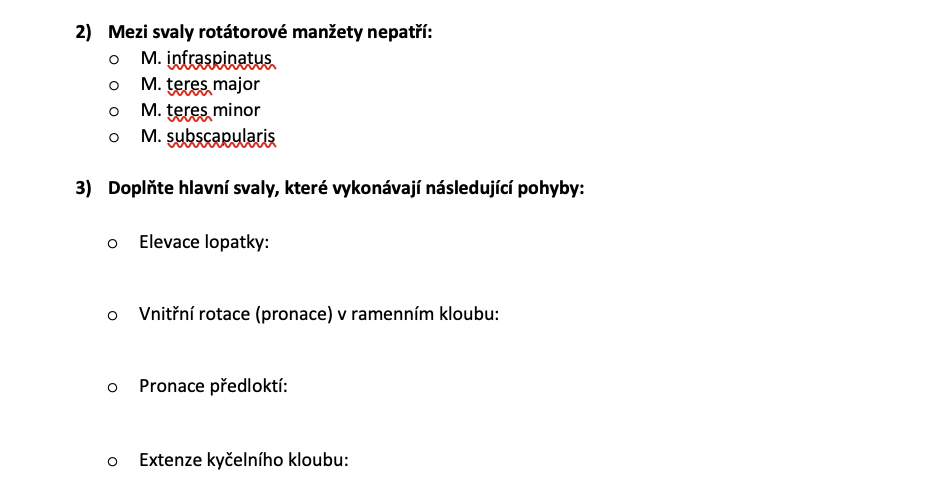 2) Mezi svaly rotátorové manžety nepatří:
o M. infraspinatus
o M. teres major
o M. teres minor
o M. subscapularis
3) Doplňte hlavní svaly, které vykonávají následující pohyby:
o Elevace lopatky:
o Vnitřní rotace (pronace) v ramenním kloubu:
o Pronace předloktí:
o Extenze kyčelního kloubu: